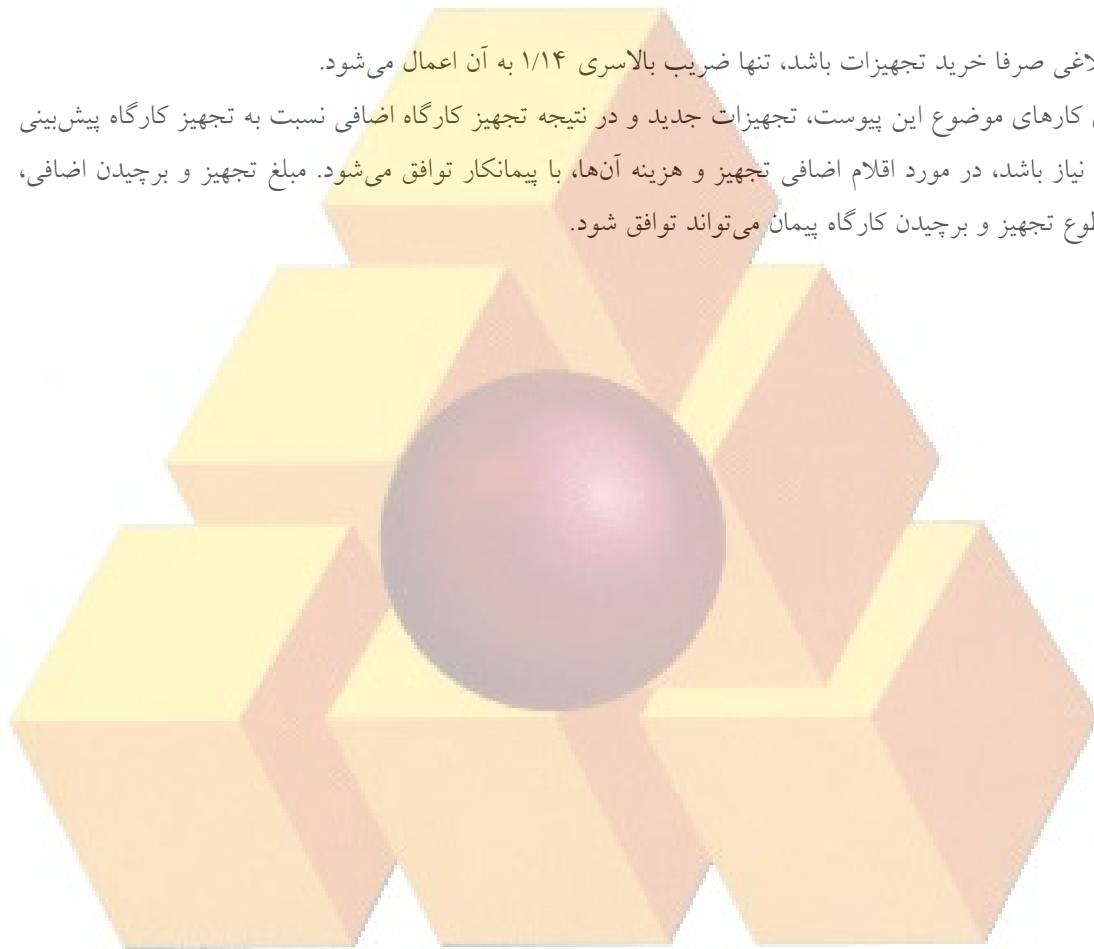 صرفا خرید تجهیزات باشد، تنها ضریب بالاسری ۱/۱۴ به آن اعمال می‌شود.
کارهای موضوع این پیوست، تجهیزات جدید و در نتیجه تجهیز کارگاه اضافی نسبت به تجهیز کارگاه پیش‌بینی
نیاز باشد، در مورد اقلام اضافی تجهیز و هزینه آن‌ها، با پیمانکار توافق می‌شود. مبلغ تجهیز و برچیدن اضافی،
تجهیز و برچیدن کارگاه پیمان می‌تواند توافق شود.